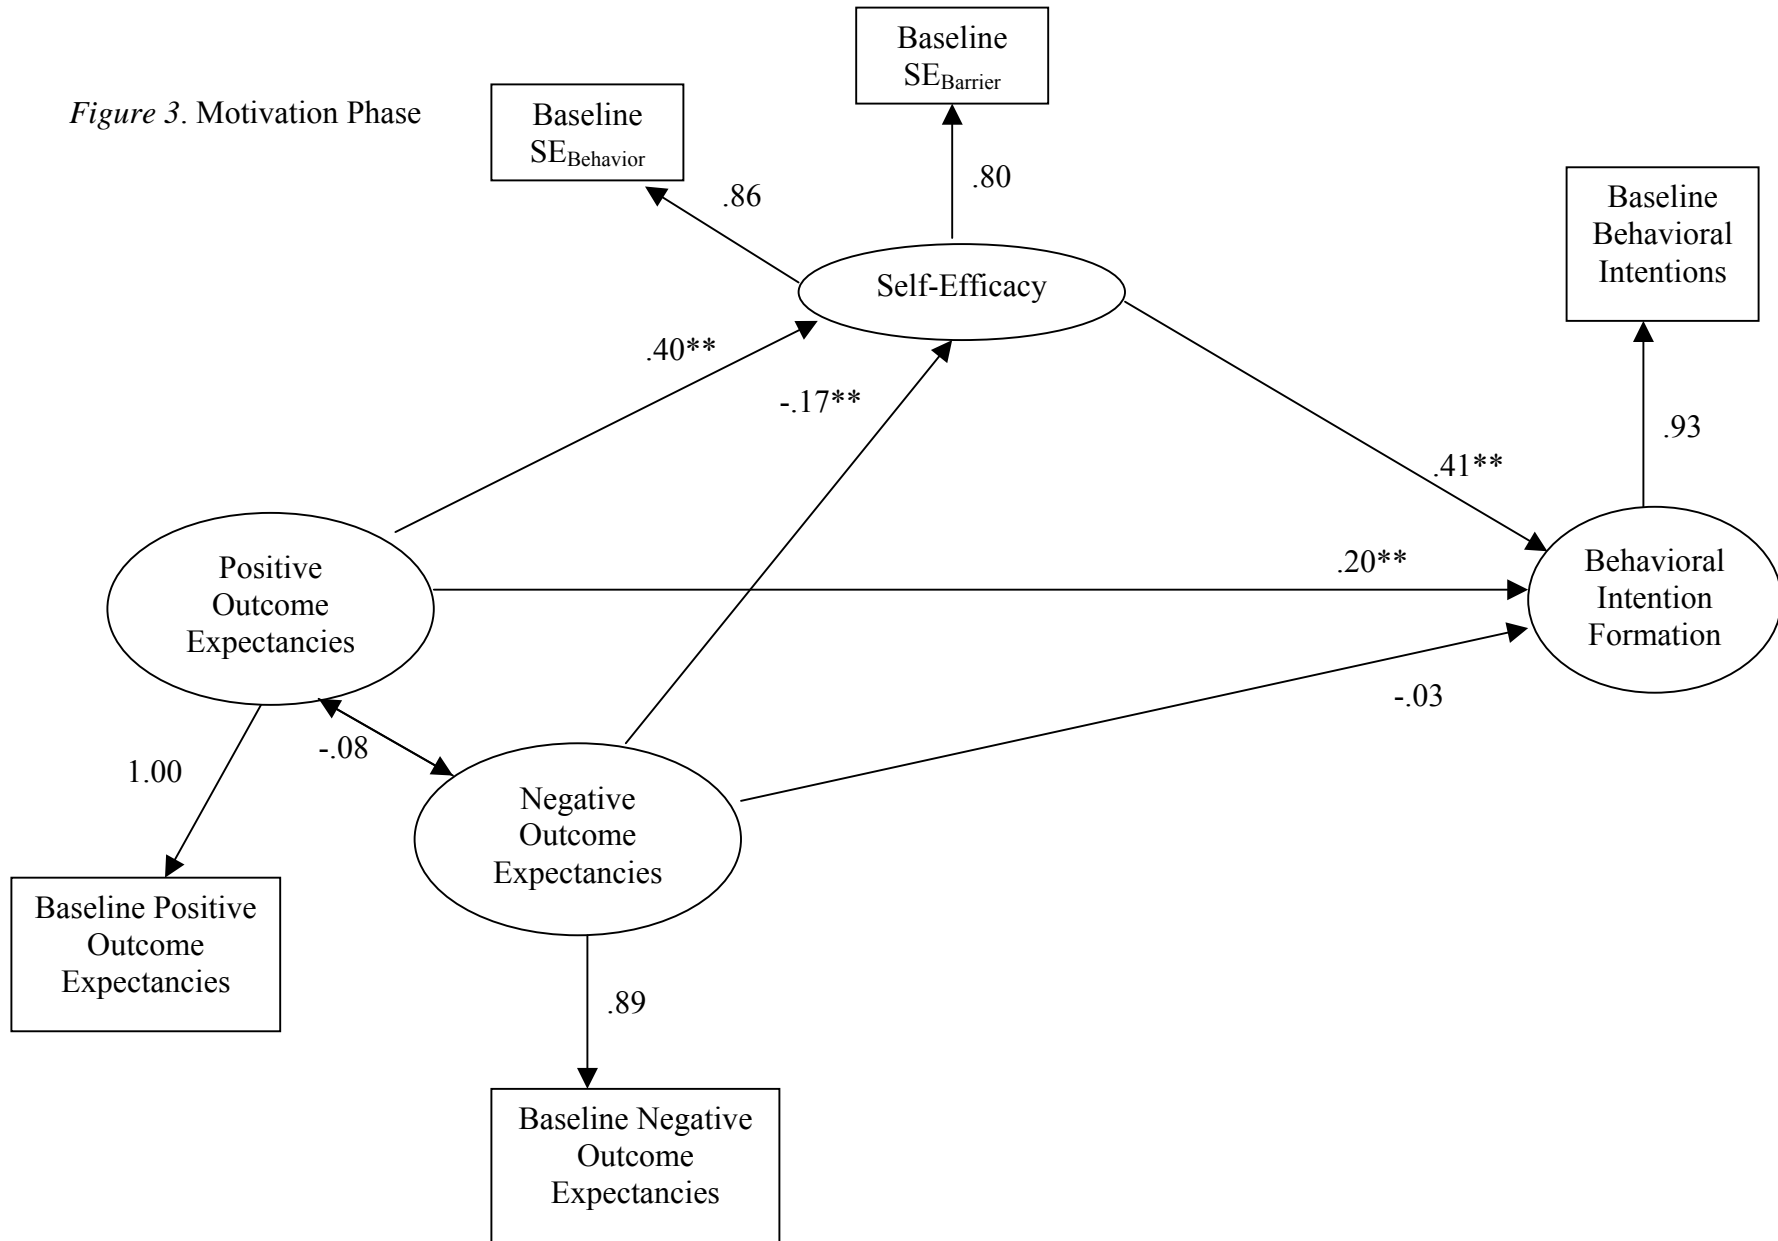 Baseline
SE_Barrier
Figure 3. Motivation Phase
Baseline
SE_Behavior
.86
.80
Baseline
Behavioral
Intentions
Self-Efficacy
.40**
-.17**
.41**
.93
Positive
Outcome
Expectancies
.20**
Behavioral
Intention
Formation
-.03
-.08
1.00
Negative
Outcome
Expectancies
Baseline Positive
Outcome
Expectancies
.89
Baseline Negative
Outcome
Expectancies